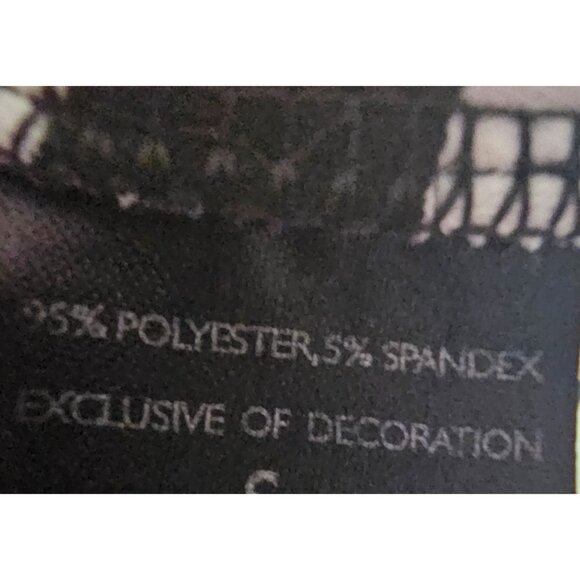 95% POLYESTER, 5% SPANDEX
EXCLUSIVE OF DECORATION